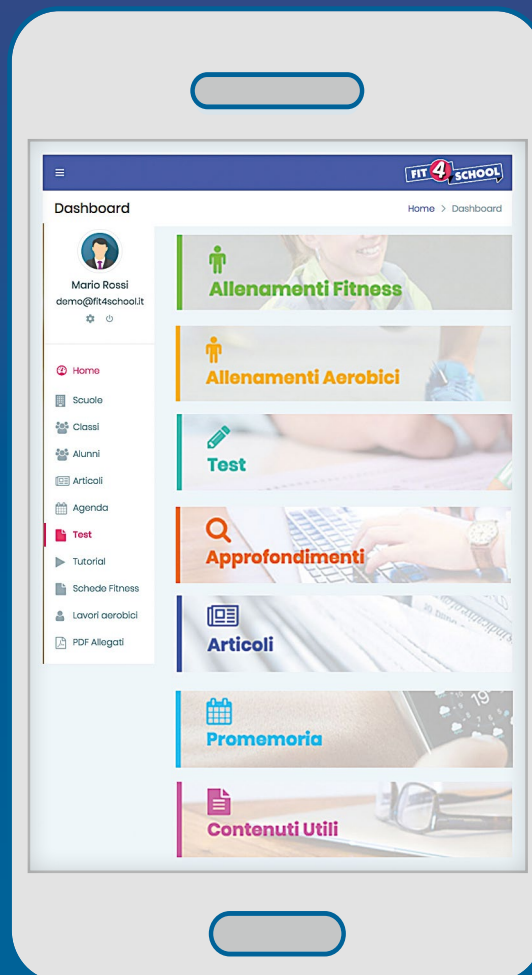 FIT 4 SCHOOL
Dashboard
Home > Dashboard
Mario Rossi
demo@fit4school.it
Home
Scuole
Classi
Alunni
Articoli
Agenda
Test
Tutorial
Schede Fitness
Lavori aerobici
PDF Allegati
Allenamenti Fitness
Allenamenti Aerobici
Test
Approfondimenti
Articoli
Promemoria
Contenuti Utili